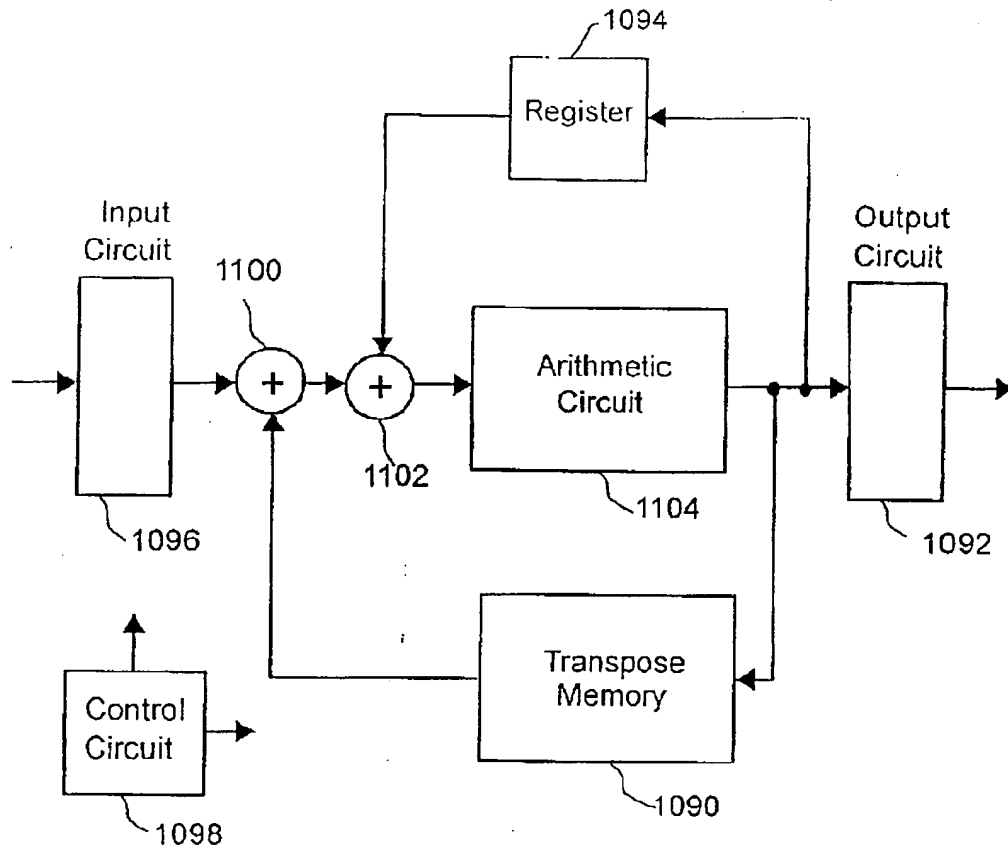 1094
Register
Input
Circuit
Output
Circuit
1100
+
+
Arithmetic
Circuit
1102
1104
1096
1092
Transpose
Memory
Control
Circuit
1090
1098